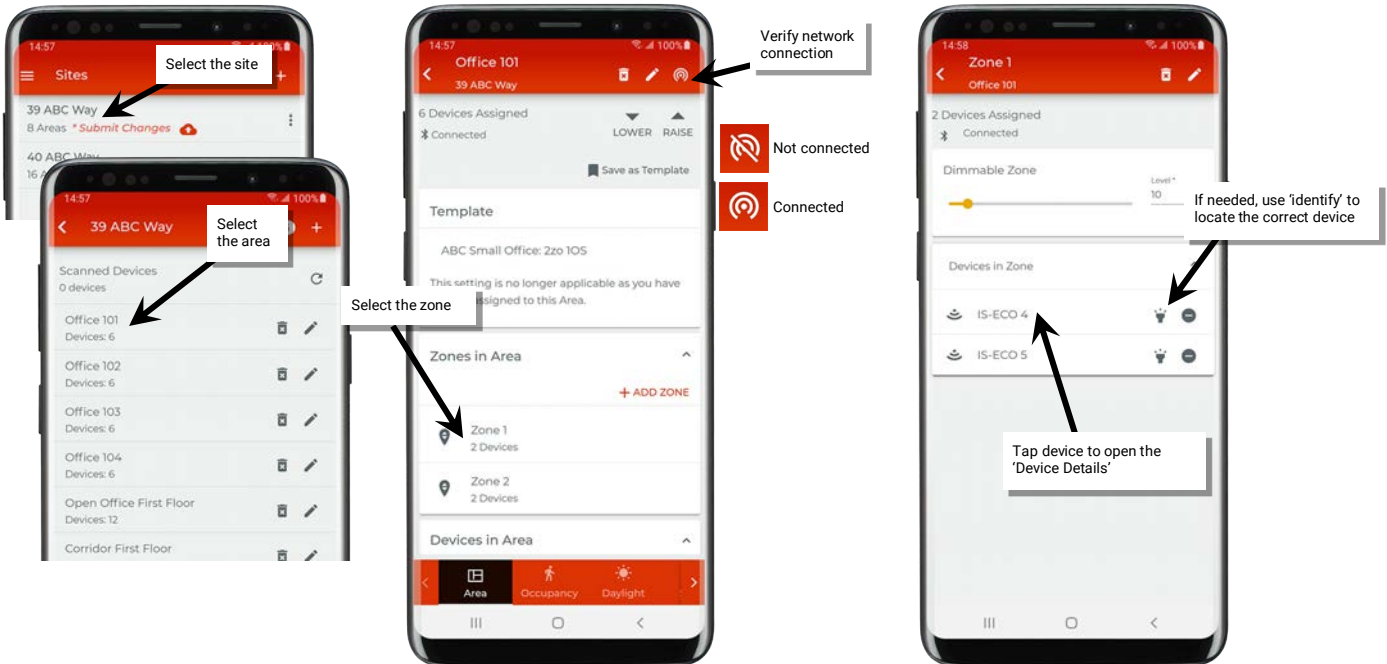 14:57
100%
Sites
+
Select the site
39 ABC Way
8 Areas * Submit Changes
40 ABC Way
16 A
14:57
100%
39 ABC Way
+
Select
the area
Scanned Devices
0 devices
Office 101
Devices: 6
Office 102
Devices: 6
Office 103
Devices: 6
Office 104
Devices: 6
Open Office First Floor
Devices: 12
Corridor First Floor
14:57
100%
Office 101
39 ABC Way
Verify network
connection
6 Devices Assigned
Connected
LOWER RAISE
Save as Template
Not connected
Connected
Template
ABC Small Office: 2zo 1OS
This setting is no longer applicable as you have
assigned to this Area.
Select the zone
Zones in Area
+ ADD ZONE
Zone 1
2 Devices
Zone 2
2 Devices
Devices in Area
Area Occupancy Daylight
14:58
100%
Zone 1
Office 101
2 Devices Assigned
Connected
Dimmable Zone
Level *
10
If needed, use ‘identify’ to
locate the correct device
Devices in Zone
IS-ECO 4
IS-ECO 5
Tap device to open the
‘Device Details’